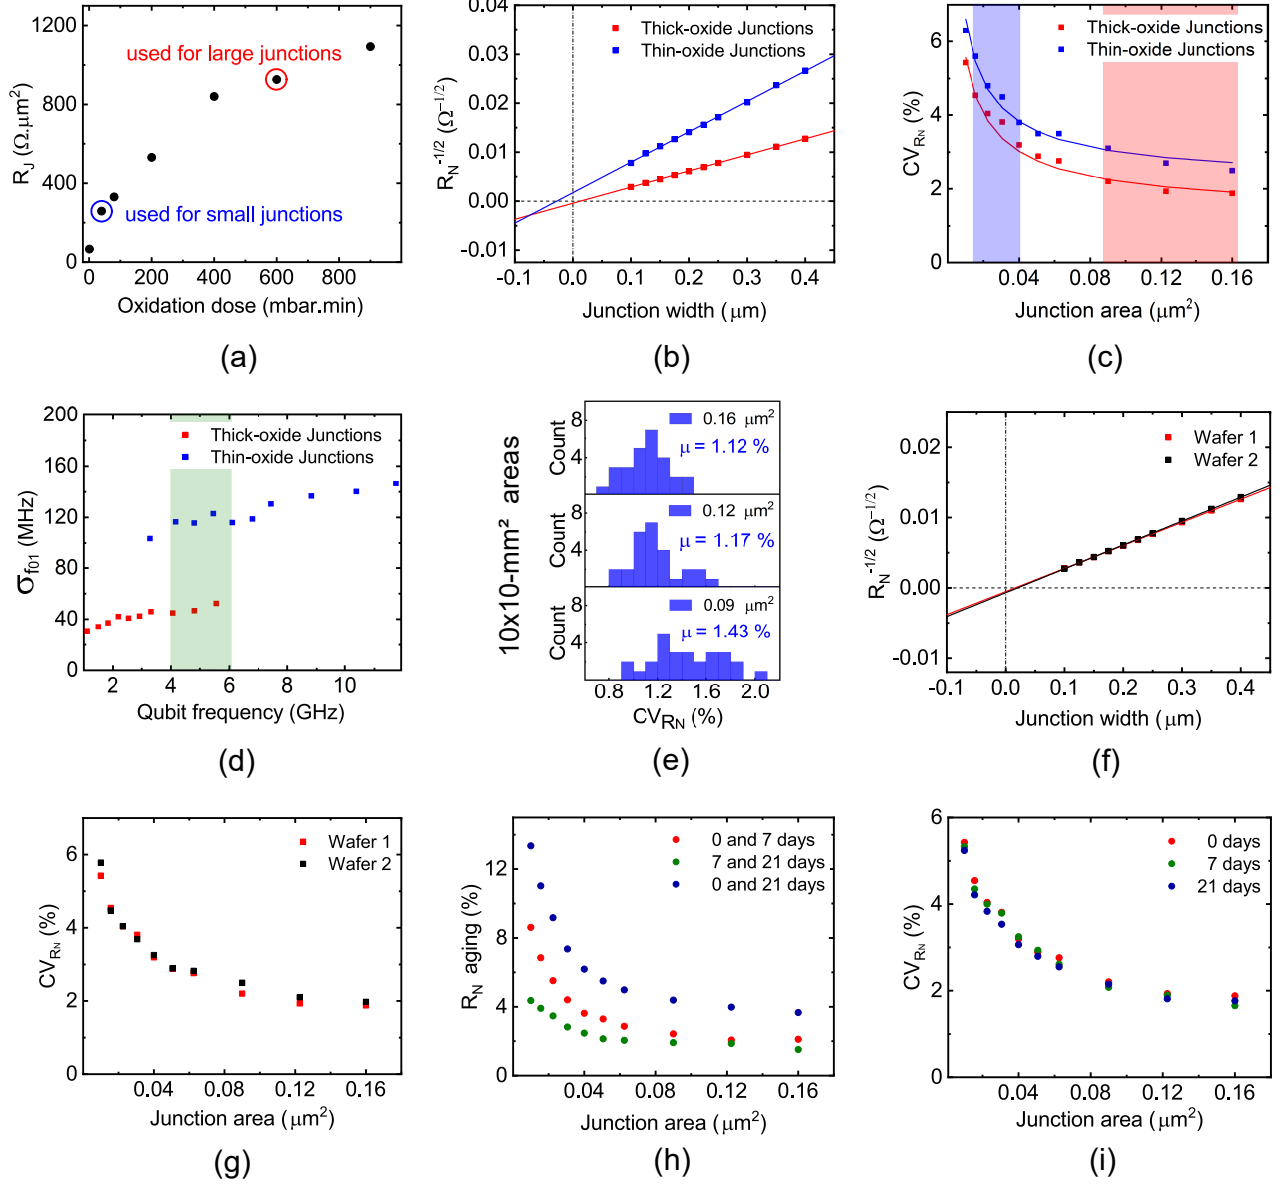 1200
800
400
0
R_J (Ω.μm²)
used for large junctions
used for small junctions
0 200 400 600 800
Oxidation dose (mbar.min)
(a)
0.04
0.03
0.02
0.01
0.00
-0.01
R_N^-1/2 (Ω^-1/2)
Thick-oxide Junctions
Thin-oxide Junctions
-0.1 0.0 0.1 0.2 0.3 0.4
Junction width (μm)
(b)
6
4
2
0
CV_RN (%)
Thick-oxide Junctions
Thin-oxide Junctions
0.04 0.08 0.12 0.16
Junction area (μm²)
(c)
200
160
120
80
40
0
σ_f01 (MHz)
Thick-oxide Junctions
Thin-oxide Junctions
2 4 6 8 10
Qubit frequency (GHz)
(d)
10x10-mm² areas
Count
8
4
0.16 μm²
μ = 1.12 %
Count
8
4
0.12 μm²
μ = 1.17 %
Count
8
4
0.09 μm²
μ = 1.43 %
0.8 1.2 1.6 2.0
CV_RN (%)
(e)
0.02
0.01
0.00
-0.01
R_N^-1/2 (Ω^-1/2)
Wafer 1
Wafer 2
-0.1 0.0 0.1 0.2 0.3 0.4
Junction width (μm)
(f)
6
4
2
0
CV_RN (%)
Wafer 1
Wafer 2
0.04 0.08 0.12 0.16
Junction area (μm²)
(g)
12
8
4
0
R_N aging (%)
0 and 7 days
7 and 21 days
0 and 21 days
0.04 0.08 0.12 0.16
Junction area (μm²)
(h)
6
4
2
0
CV_RN (%)
0 days
7 days
21 days
0.04 0.08 0.12 0.16
Junction area (μm²)
(i)